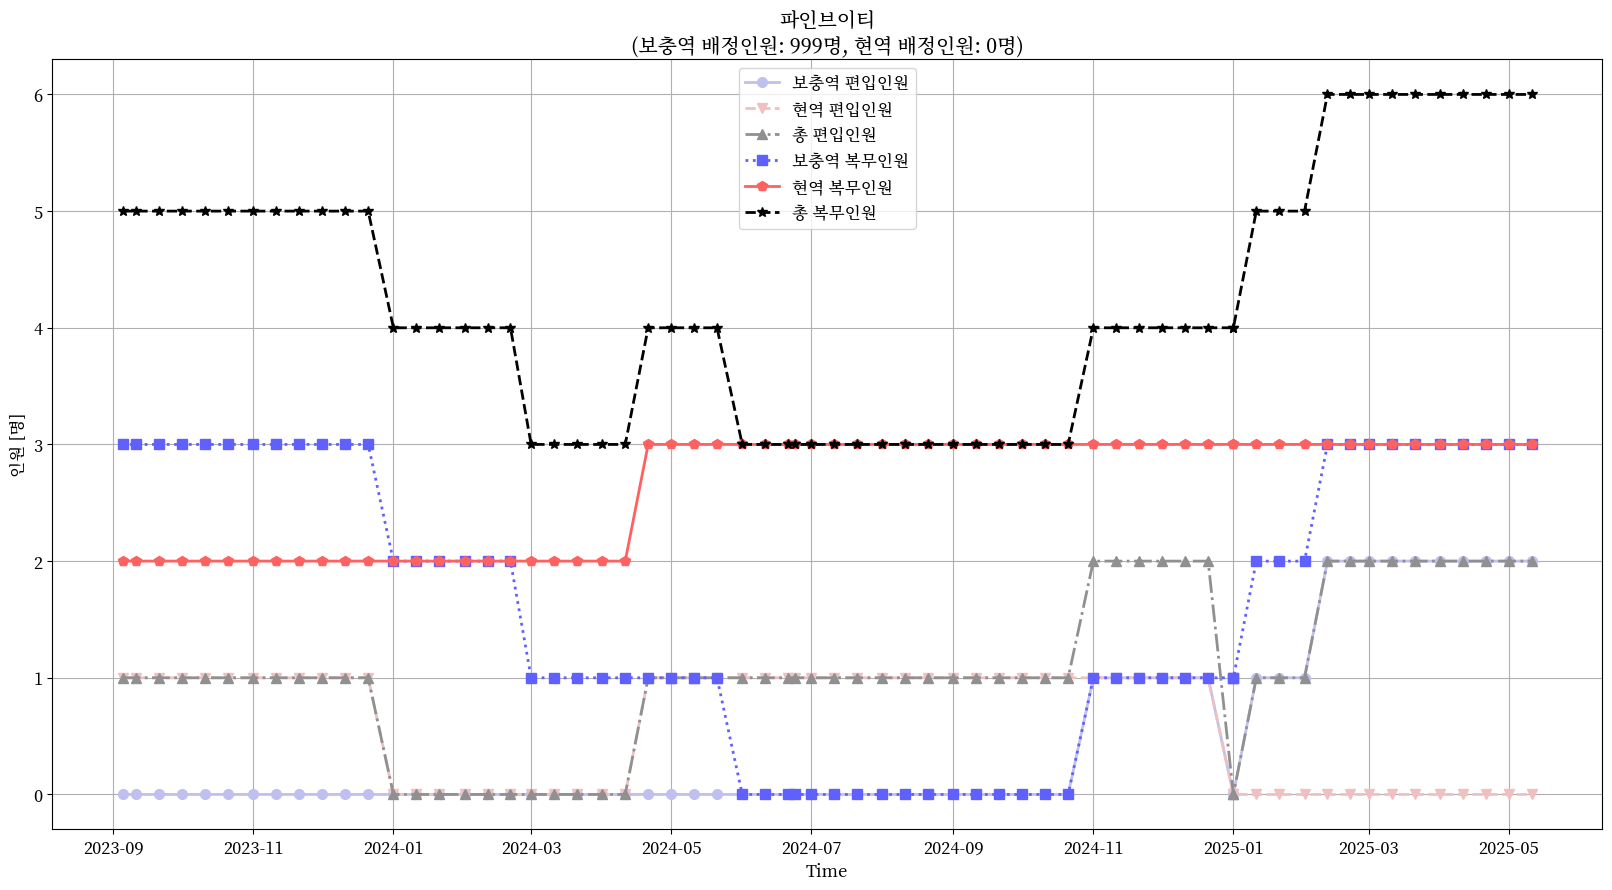 파인브이티
(보충역 배정인원: 999명, 현역 배정인원: 0명)
보충역 편입인원
현역 편입인원
총 편입인원
보충역 복무인원
현역 복무인원
총 복무인원
인원 [명]
6
5
4
3
2
1
0
2023-09
2023-11
2024-01
2024-03
2024-05
2024-07
2024-09
2024-11
2025-01
2025-03
2025-05
Time